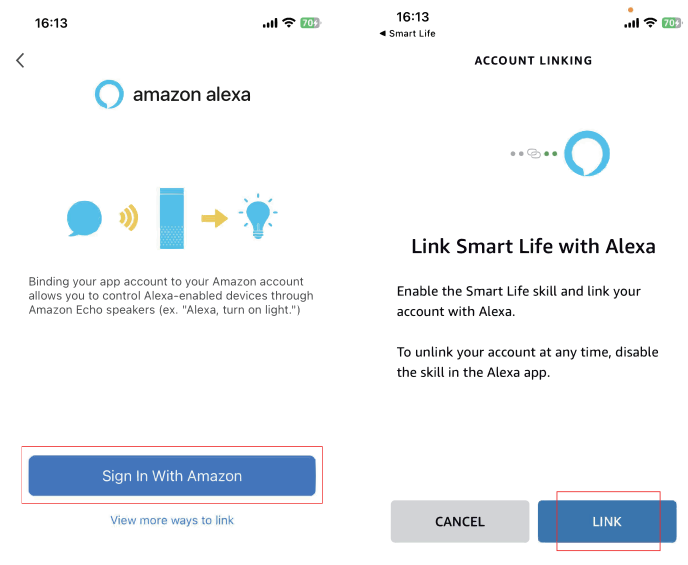 16:13
70
amazon alexa
Binding your app account to your Amazon account
allows you to control Alexa-enabled devices through
Amazon Echo speakers (ex. "Alexa, turn on light.")
Sign In With Amazon
View more ways to link
16:13
Smart Life
70
ACCOUNT LINKING
Link Smart Life with Alexa
Enable the Smart Life skill and link your
account with Alexa.
To unlink your account at any time, disable
the skill in the Alexa app.
CANCEL
LINK